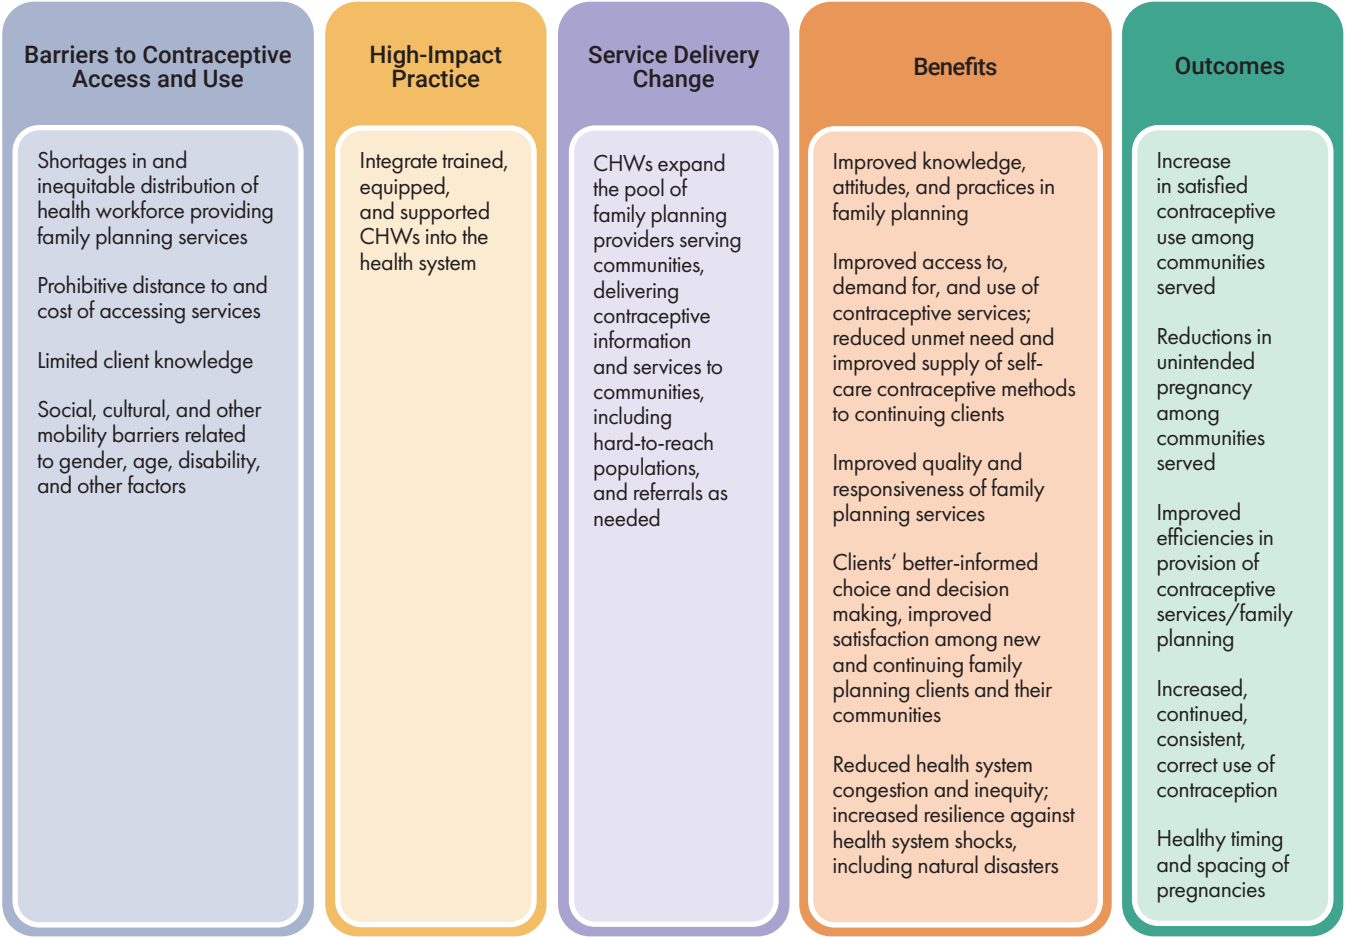 Barriers to Contraceptive
Access and Use
Shortages in and
inequitable distribution of
health workforce providing
family planning services
Prohibitive distance to and
cost of accessing services
Limited client knowledge
Social, cultural, and other
mobility barriers related
to gender, age, disability,
and other factors
High-Impact
Practice
Integrate trained,
equipped,
and supported
CHWs into the
health system
Service Delivery
Change
CHWs expand
the pool of
family planning
providers serving
communities,
delivering
contraceptive
information
and services to
communities,
including
hard-to-reach
populations,
and referrals as
needed
Benefits
Improved knowledge,
attitudes, and practices in
family planning
Improved access to,
demand for, and use of
contraceptive services;
reduced unmet need and
improved supply of self-
care contraceptive methods
to continuing clients
Improved quality and
responsiveness of family
planning services
Clients’ better-informed
choice and decision
making, improved
satisfaction among new
and continuing family
planning clients and their
communities
Reduced health system
congestion and inequity;
increased resilience against
health system shocks,
including natural disasters
Outcomes
Increase
in satisfied
contraceptive
use among
communities
served
Reductions in
unintended
pregnancy
among
communities
served
Improved
efficiencies in
provision of
contraceptive
services/family
planning
Increased,
continued,
consistent,
correct use of
contraception
Healthy timing
and spacing of
pregnancies